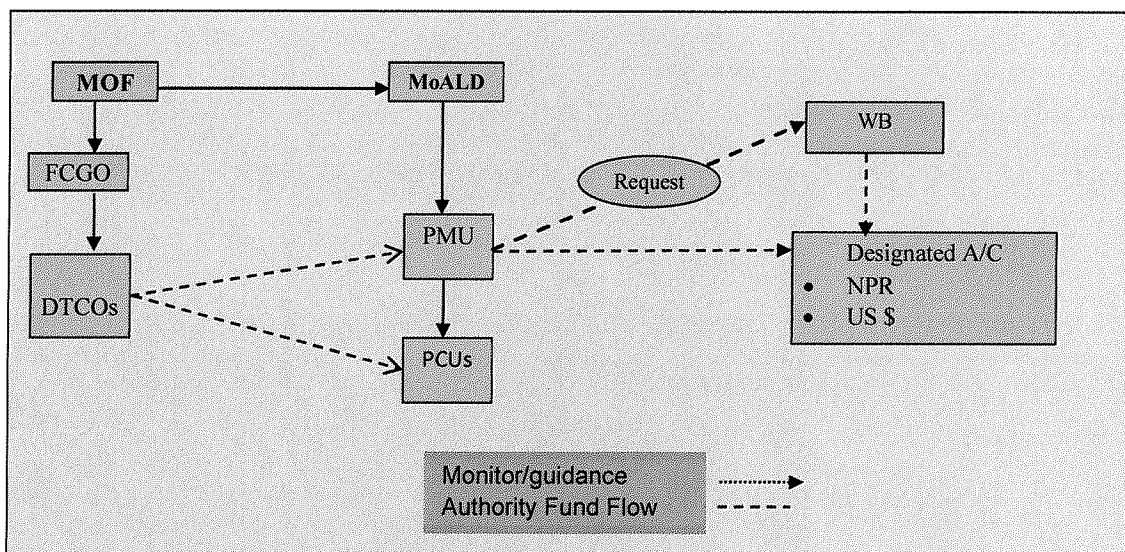 MOF
MoALD
WB
FCGO
Request
PMU
Designated A/C
• NPR
• US $
DTCOs
PCUs
Monitor/guidance
Authority Fund Flow